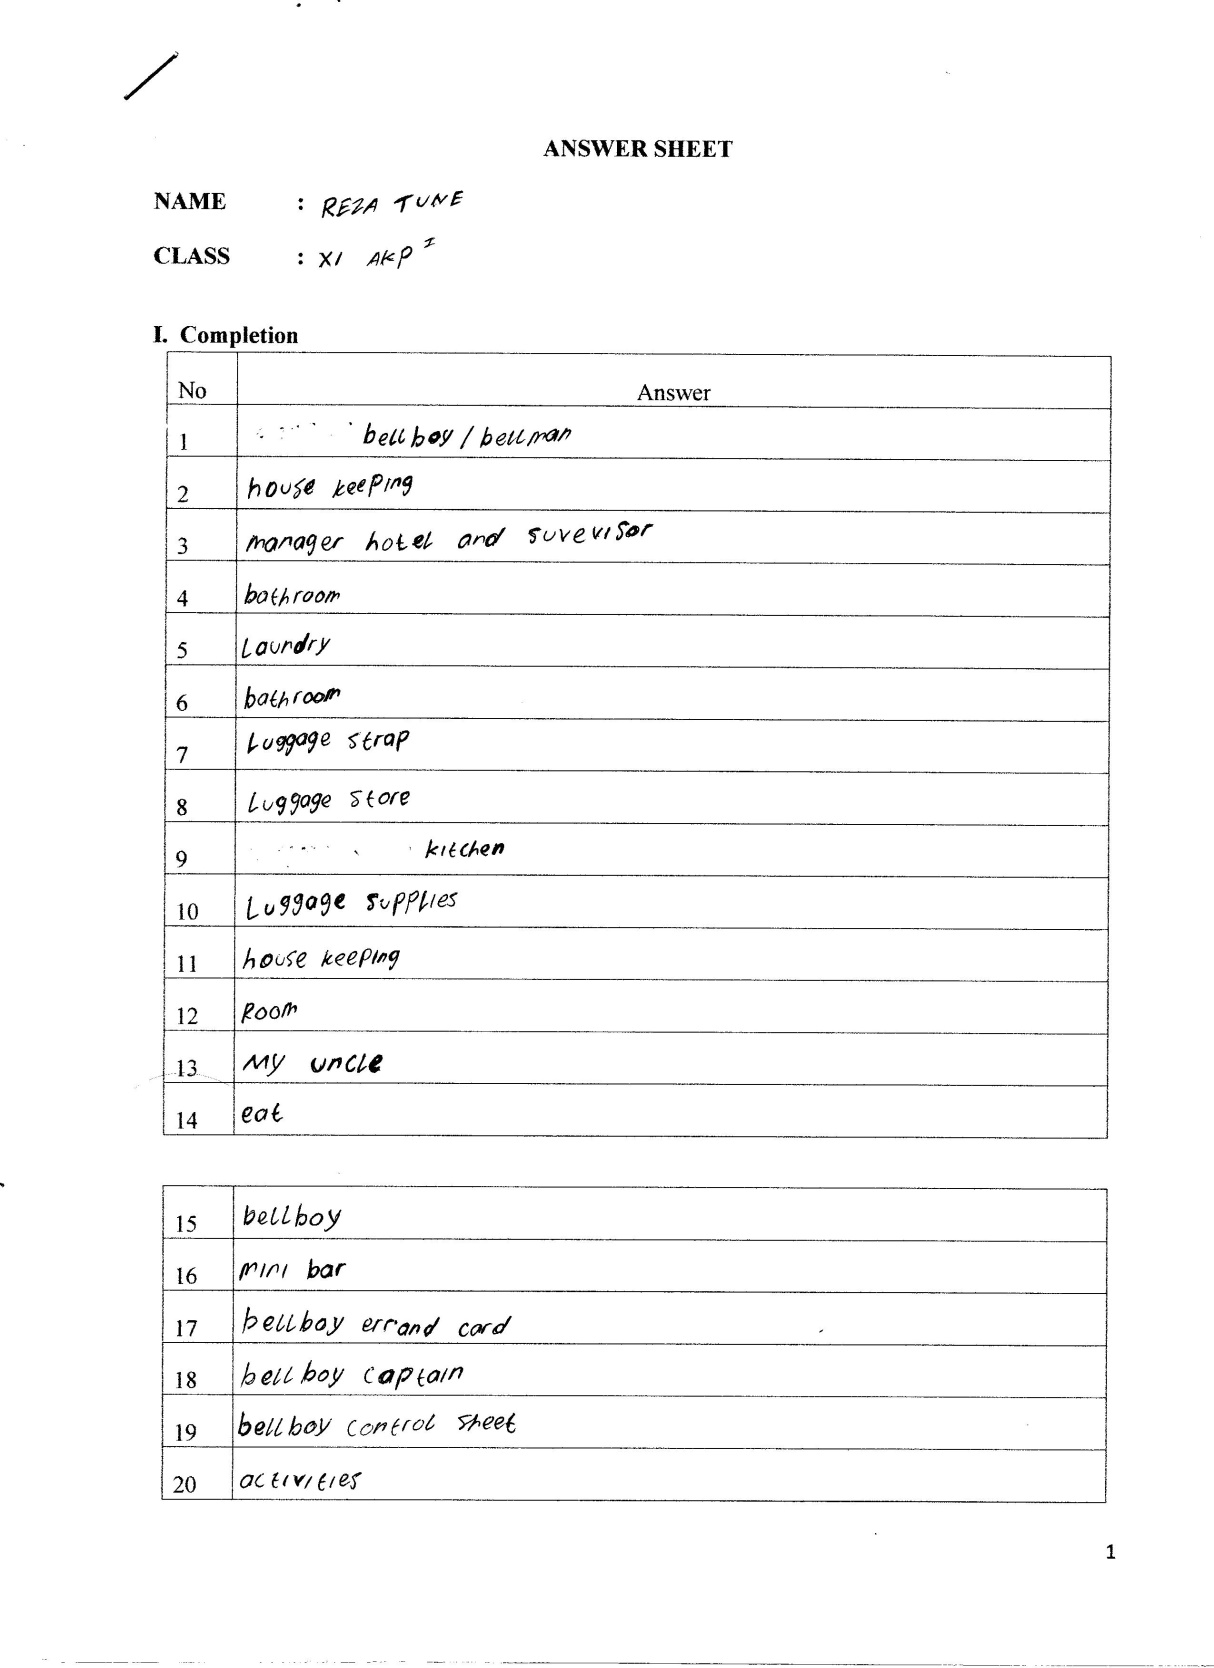 ANSWER SHEET
NAME : REZA TUNE
CLASS : XI AKP I
I. Completion
No Answer
1 bellboy / bellman
2 house keeping
3 manager hotel and suvevisor
4 bathroom
5 Laundry
6 bathroom
7 Luggage strap
8 Luggage store
9 kitchen
10 Luggage supplies
11 house keeping
12 Room
13 My uncle
14 eat
15 bellboy
16 mini bar
17 bellboy errand card
18 bell boy captain
19 bellboy control sheet
20 activities
1